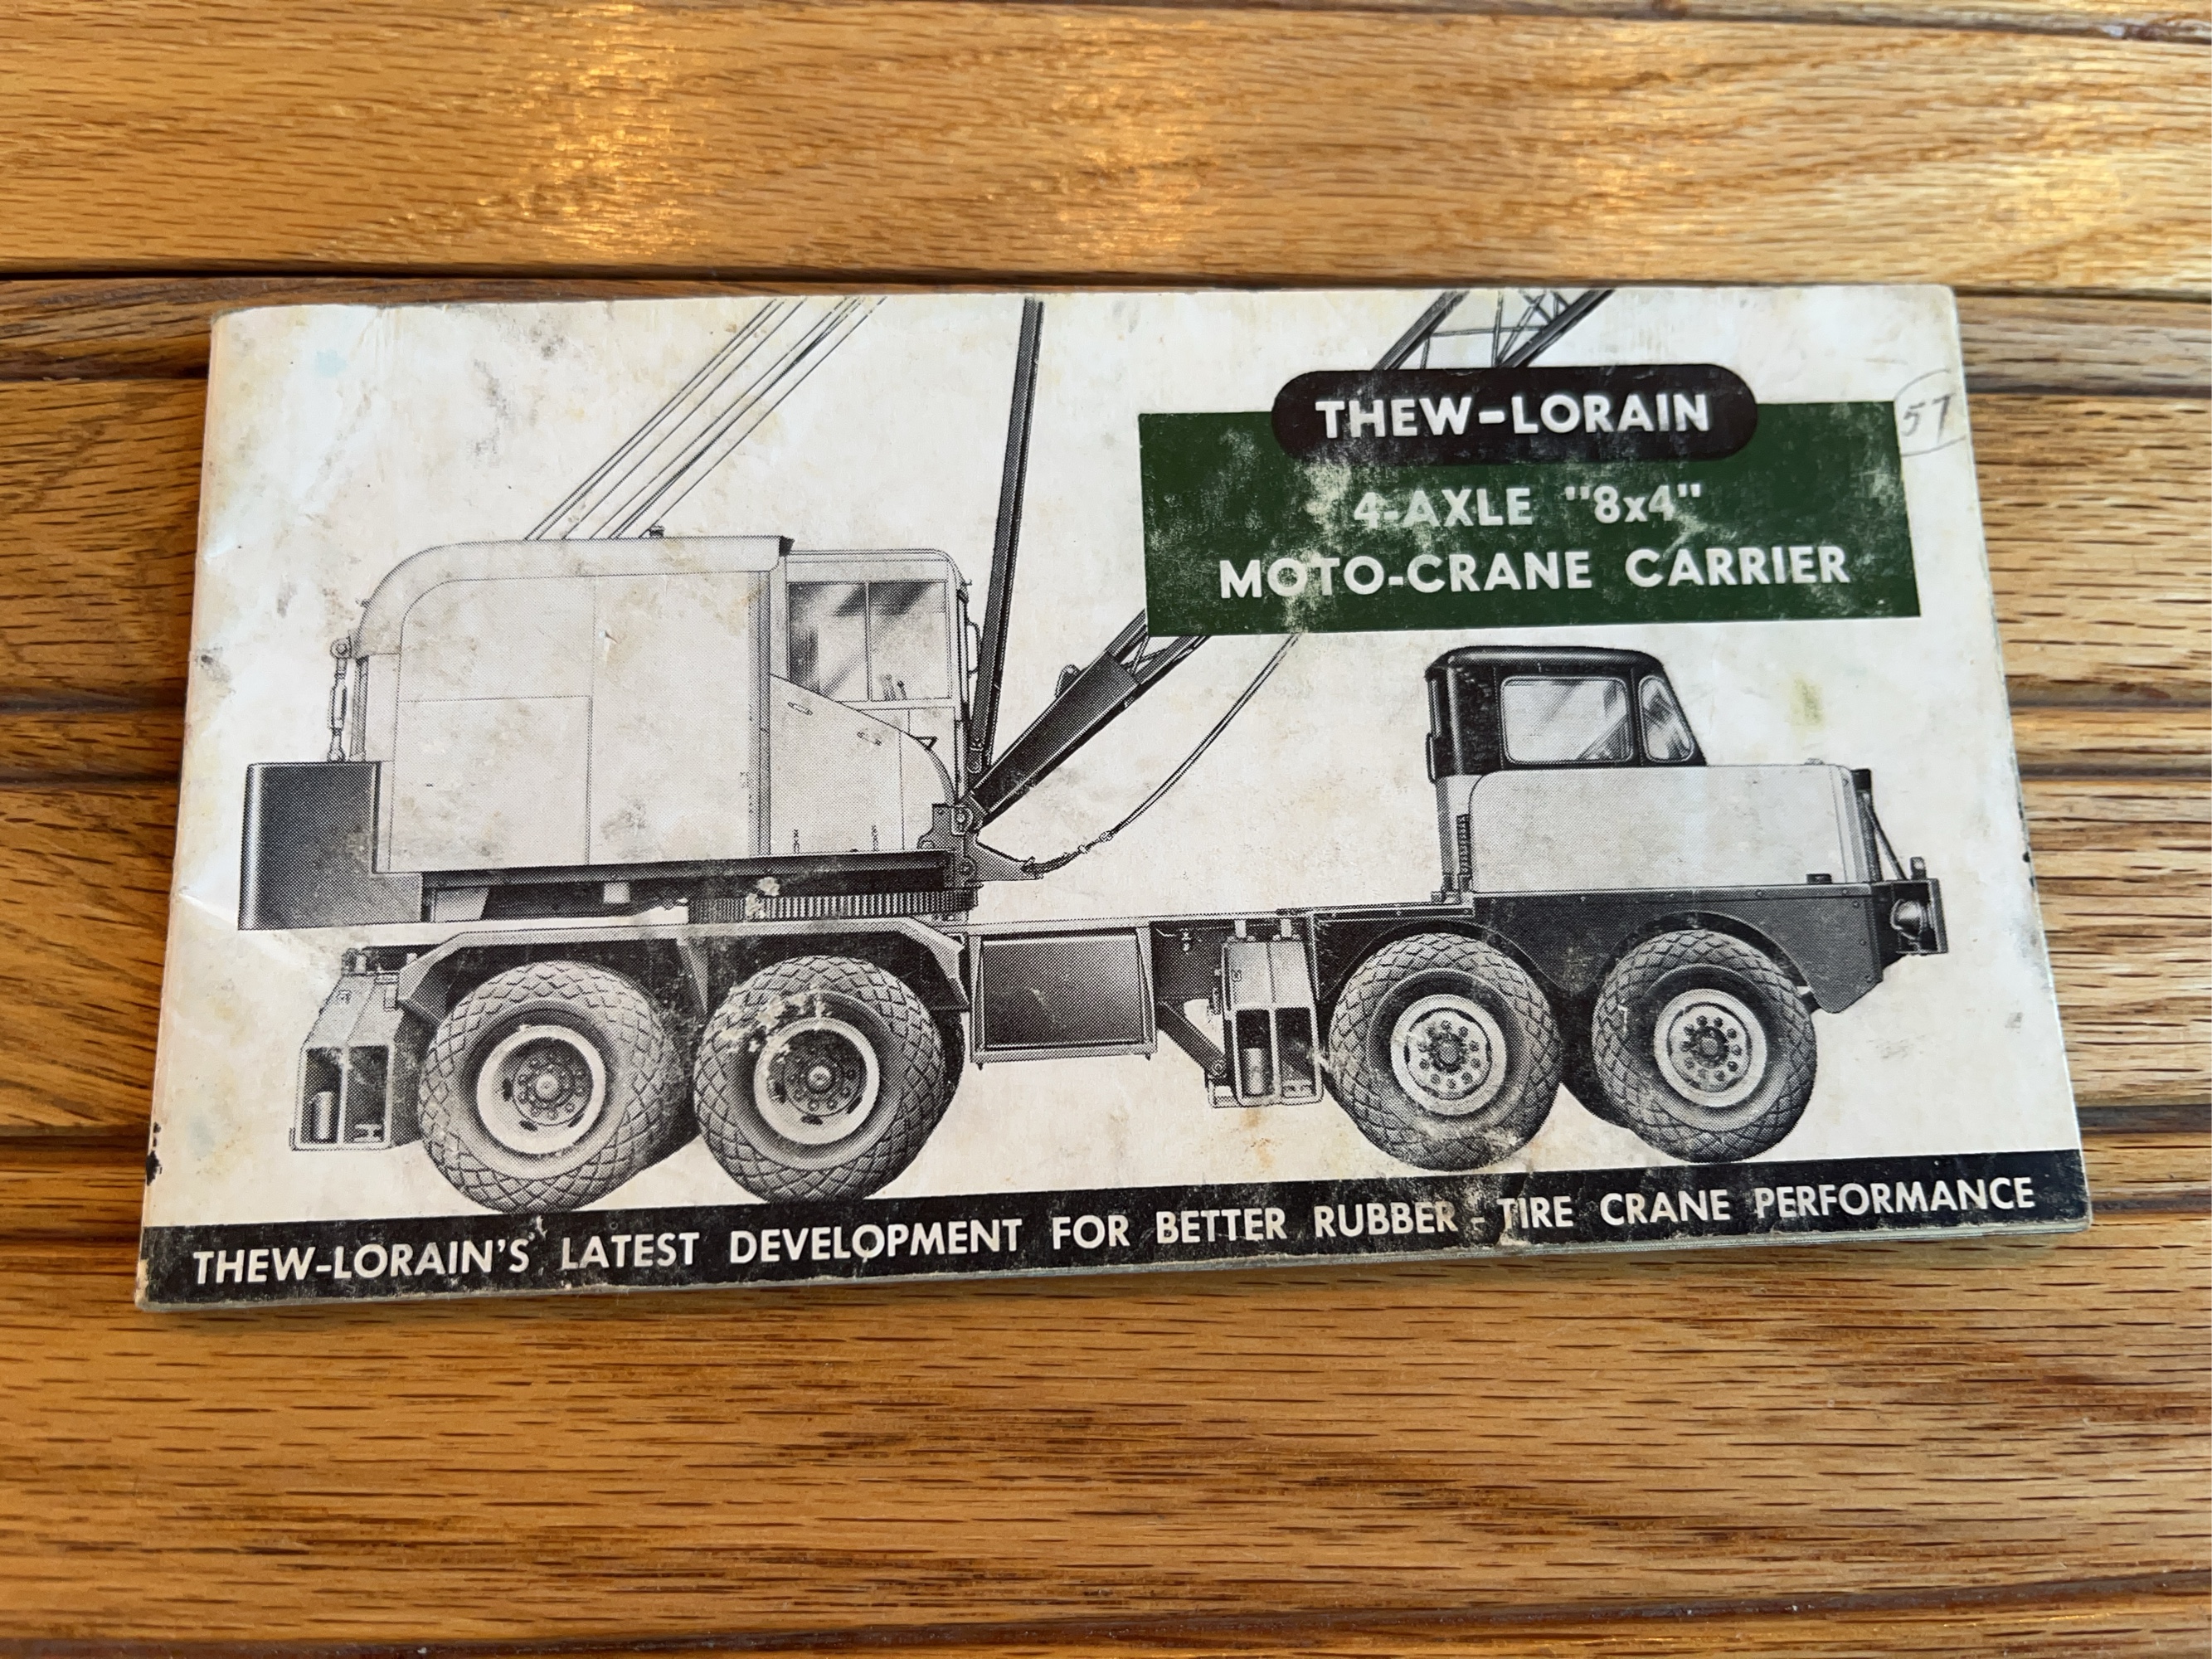 THEW-LORAIN
57
4-AXLE "8x4"
MOTO-CRANE CARRIER
THEW-LORAIN'S LATEST DEVELOPMENT FOR BETTER RUBBER-TIRE CRANE PERFORMANCE